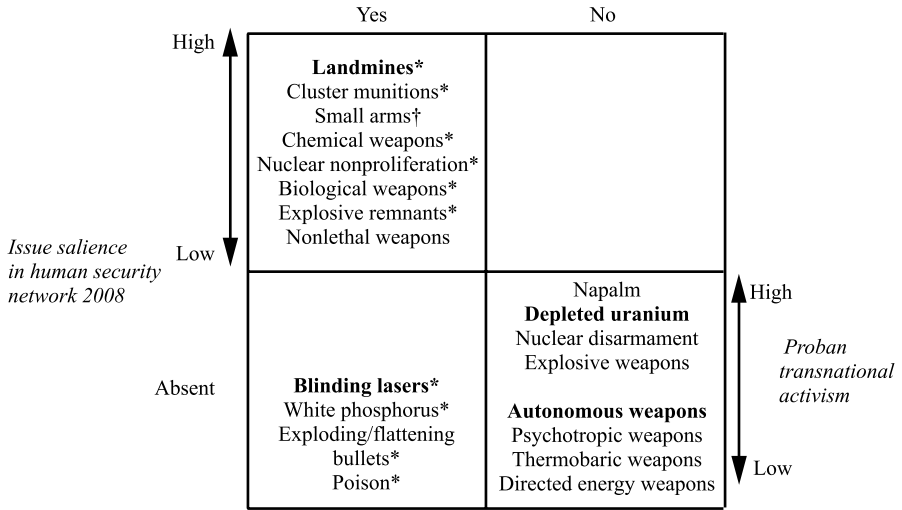 Yes
No
High
Landmines*
Cluster munitions*
Small arms†
Chemical weapons*
Nuclear nonproliferation*
Biological weapons*
Explosive remnants*
Nonlethal weapons
Low
Issue salience
in human security
network 2008
Absent
Blinding lasers*
White phosphorus*
Exploding/flattening
bullets*
Poison*
Napalm
Depleted uranium
Nuclear disarmament
Explosive weapons
Autonomous weapons
Psychotropic weapons
Thermobaric weapons
Directed energy weapons
High
Proban
transnational
activism
Low